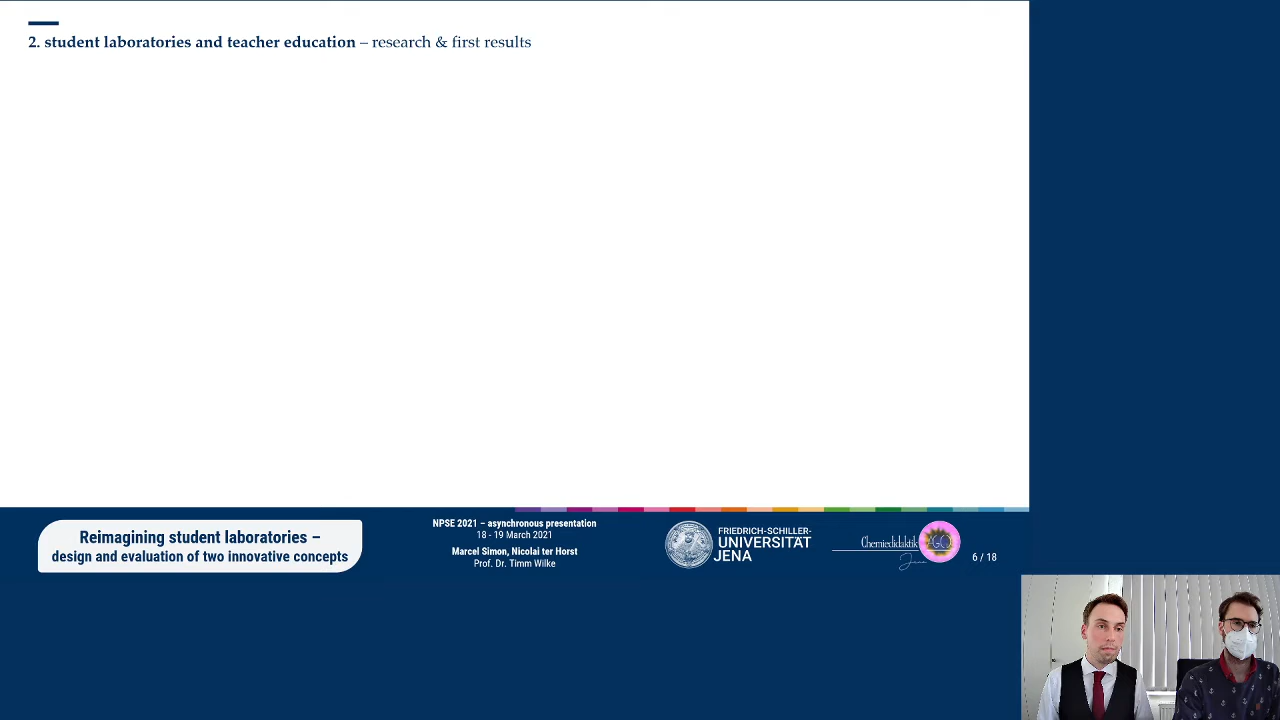 2. student laboratories and teacher education – research & first results
Reimagining student laboratories –
design and evaluation of two innovative concepts
NPSE 2021 – asynchronous presentation
18 - 19 March 2021
Marcel Simon, Nicolai ter Horst
Prof. Dr. Timm Wilke
FRIEDRICH-SCHILLER-
UNIVERSITÄT
JENA
Chemiedidaktik
Jena
6 / 18